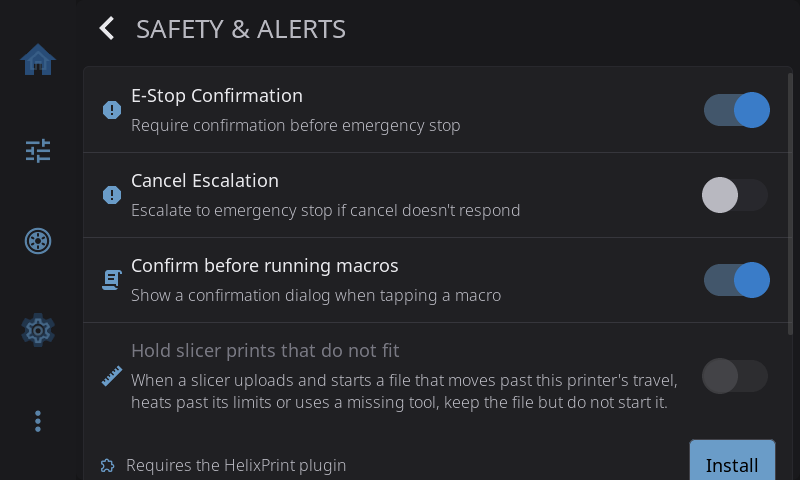 SAFETY & ALERTS
E-Stop Confirmation
Require confirmation before emergency stop
Cancel Escalation
Escalate to emergency stop if cancel doesn't respond
Confirm before running macros
Show a confirmation dialog when tapping a macro
Hold slicer prints that do not fit
When a slicer uploads and starts a file that moves past this printer's travel,
heats past its limits or uses a missing tool, keep the file but do not start it.
Requires the HelixPrint plugin
Install